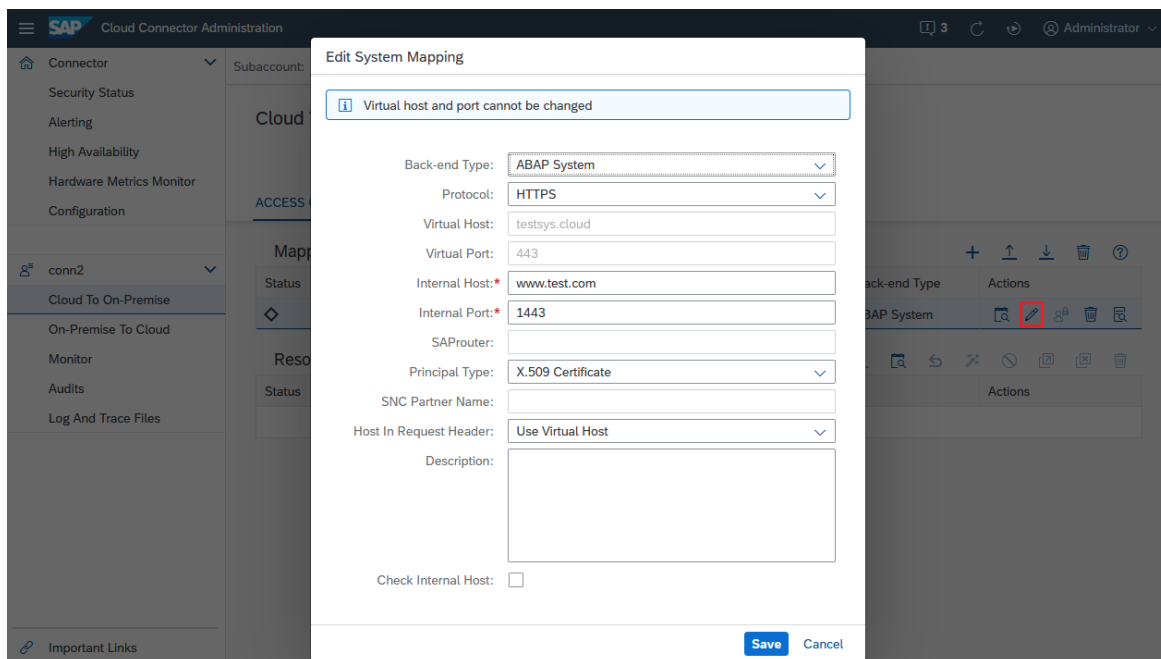 SAP Cloud Connector Administration 3 Administrator
Connector
Security Status
Alerting
High Availability
Hardware Metrics Monitor
Configuration
conn2
Cloud To On-Premise
On-Premise To Cloud
Monitor
Audits
Log And Trace Files
Important Links
Subaccount:
Cloud
ACCESS
Mapp
Status ack-end Type Actions
BAP System
Reso
Status Actions
Edit System Mapping
Virtual host and port cannot be changed
Back-end Type: ABAP System
Protocol: HTTPS
Virtual Host: testsys.cloud
Virtual Port: 443
Internal Host:* www.test.com
Internal Port:* 1443
SAProuter:
Principal Type: X.509 Certificate
SNC Partner Name:
Host In Request Header: Use Virtual Host
Description:
Check Internal Host:
Save Cancel